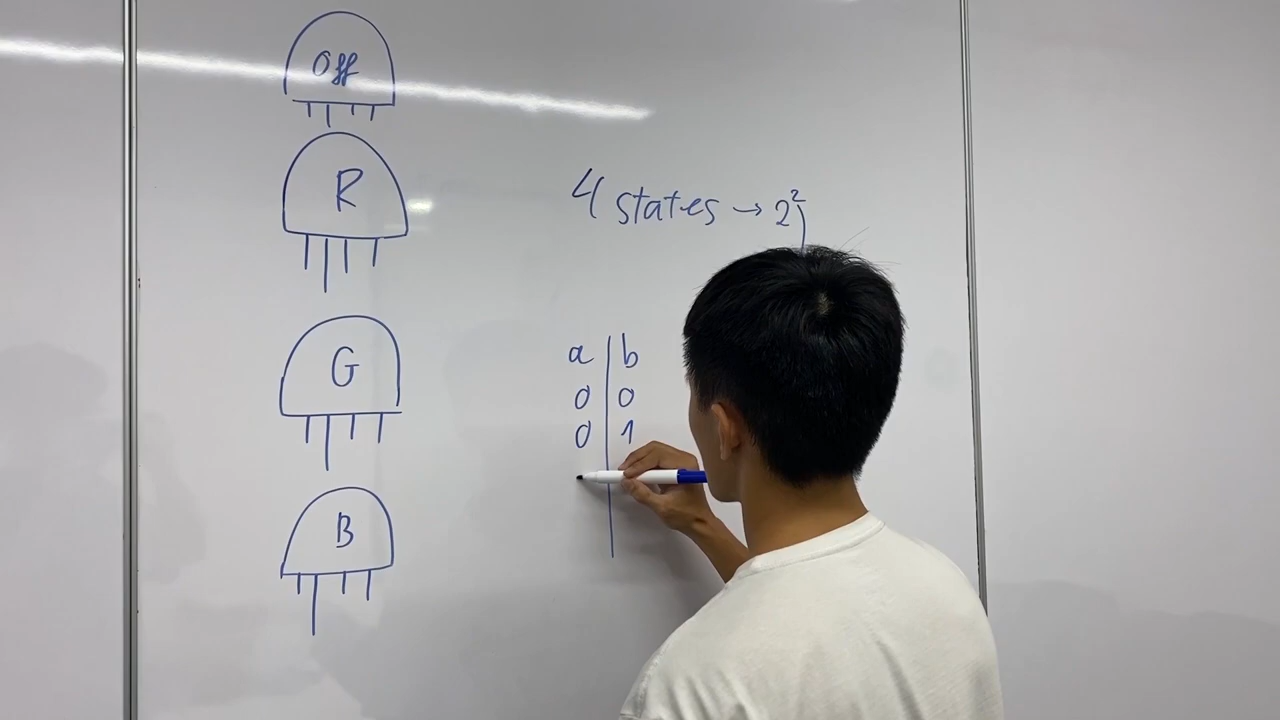 Off
R
G
B
4 states → 2²
a b
0 0
0 1